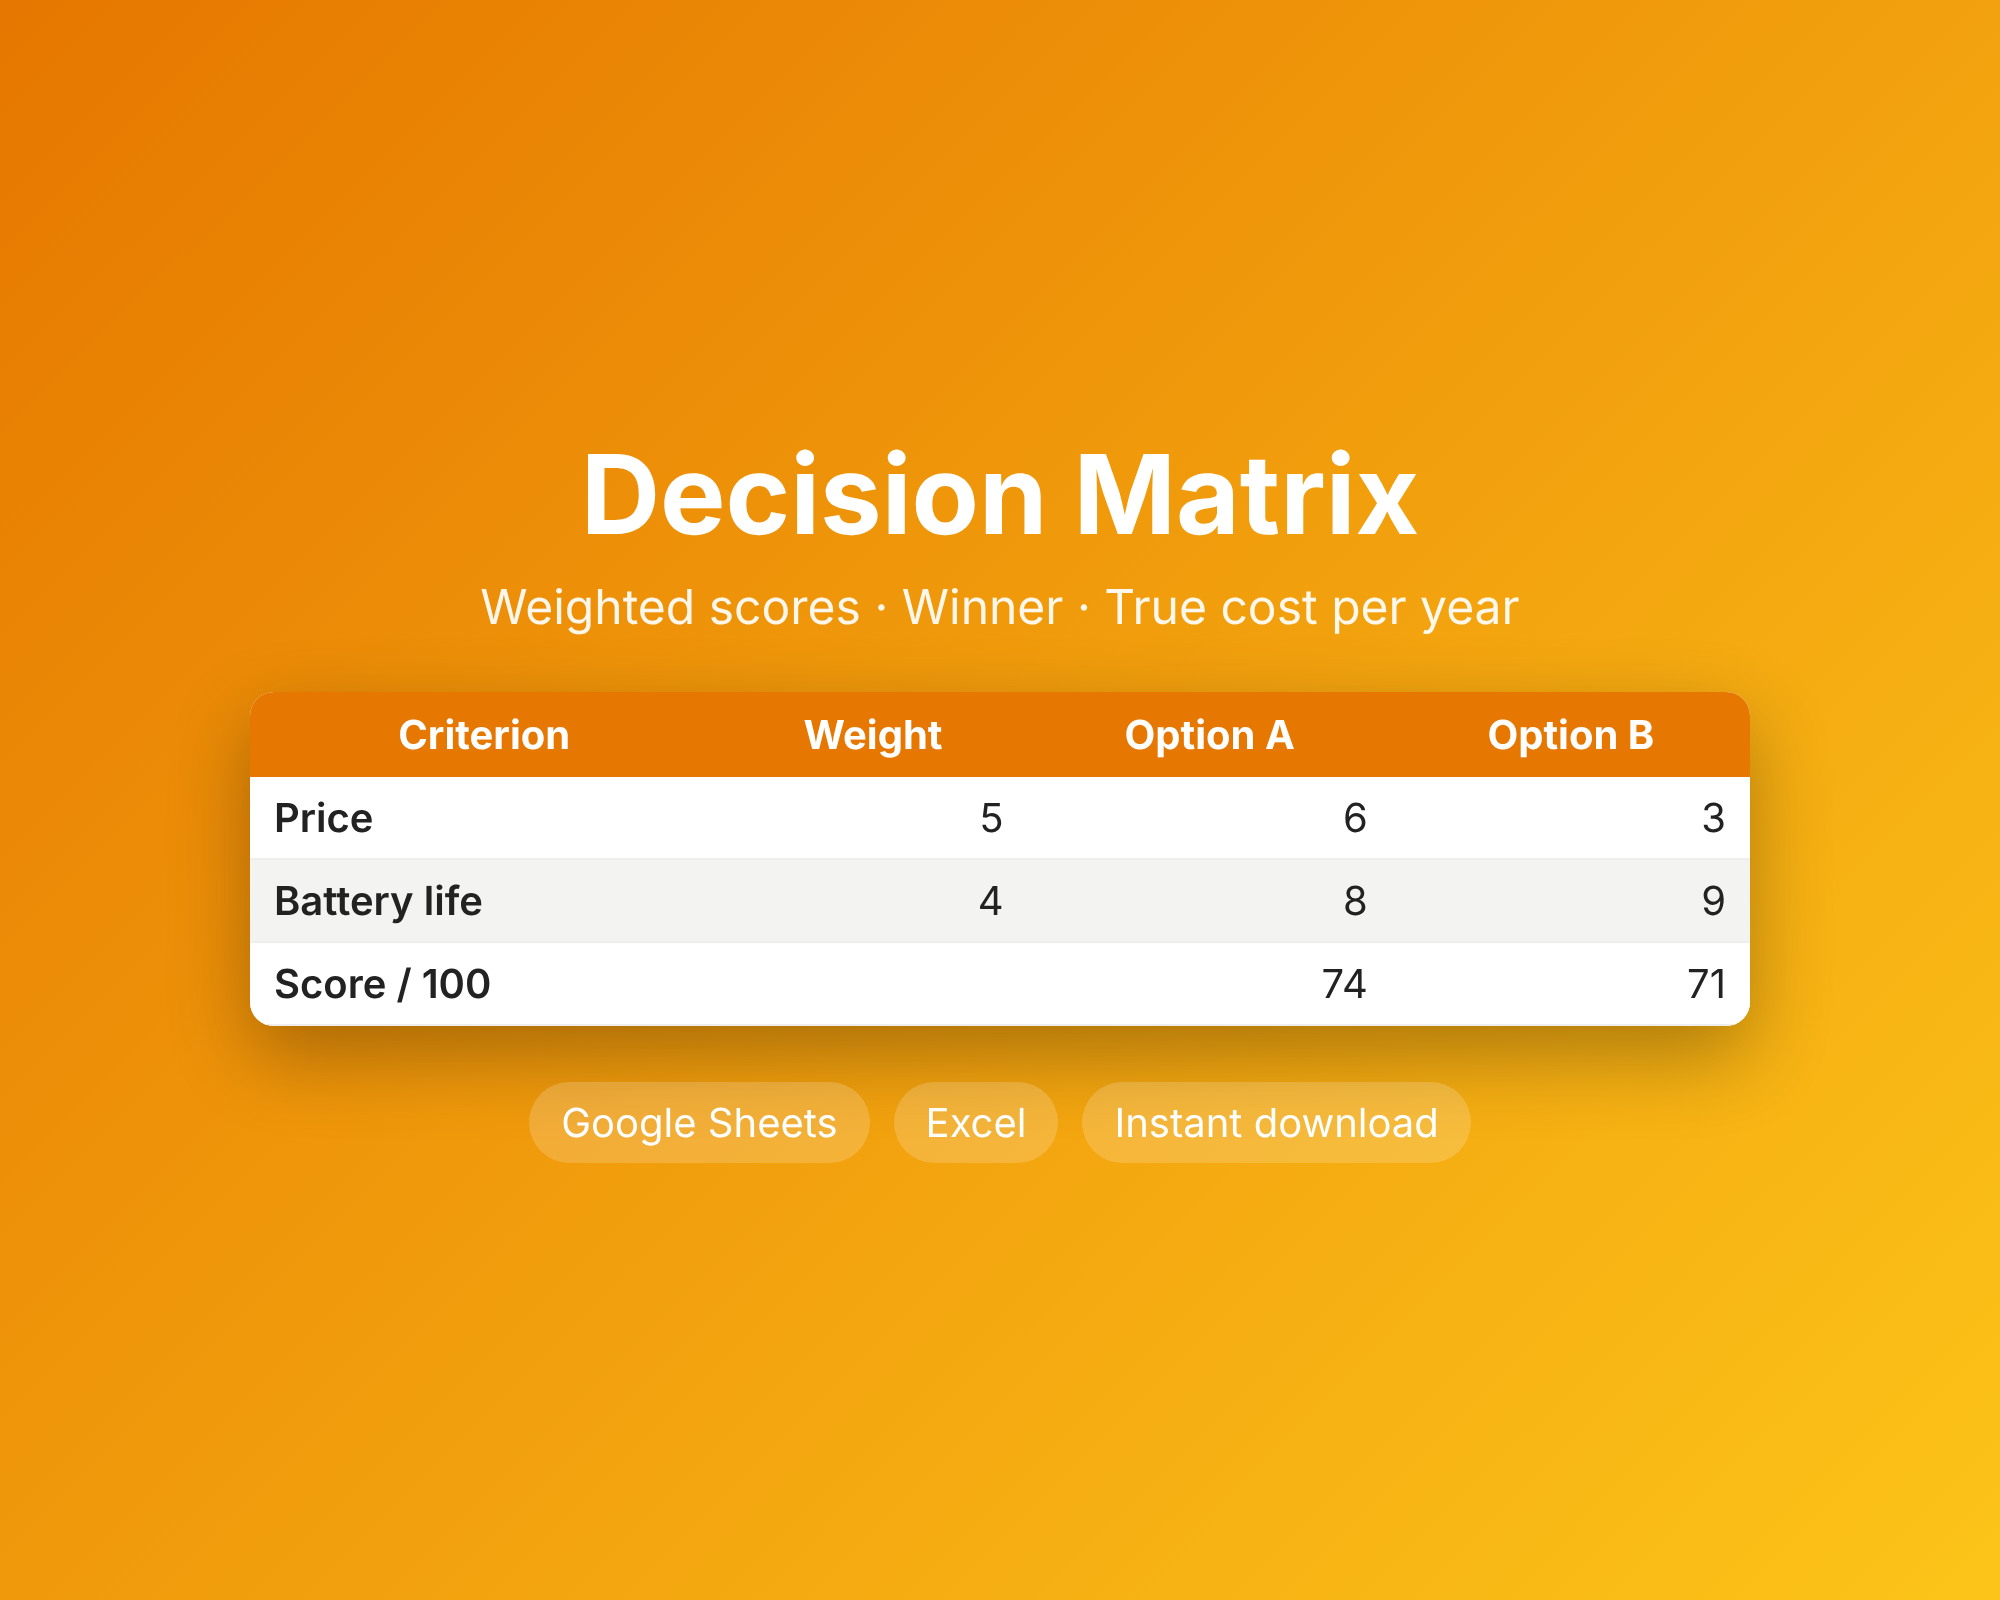 Decision Matrix
Weighted scores · Winner · True cost per year
Criterion Weight Option A Option B
Price 5 6 3
Battery life 4 8 9
Score / 100 74 71
Google Sheets Excel Instant download